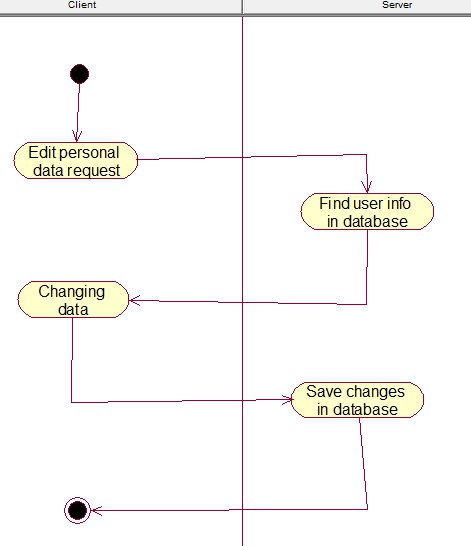 Client
Server
Edit personal
data request
Find user info
in database
Changing
data
Save changes
in database